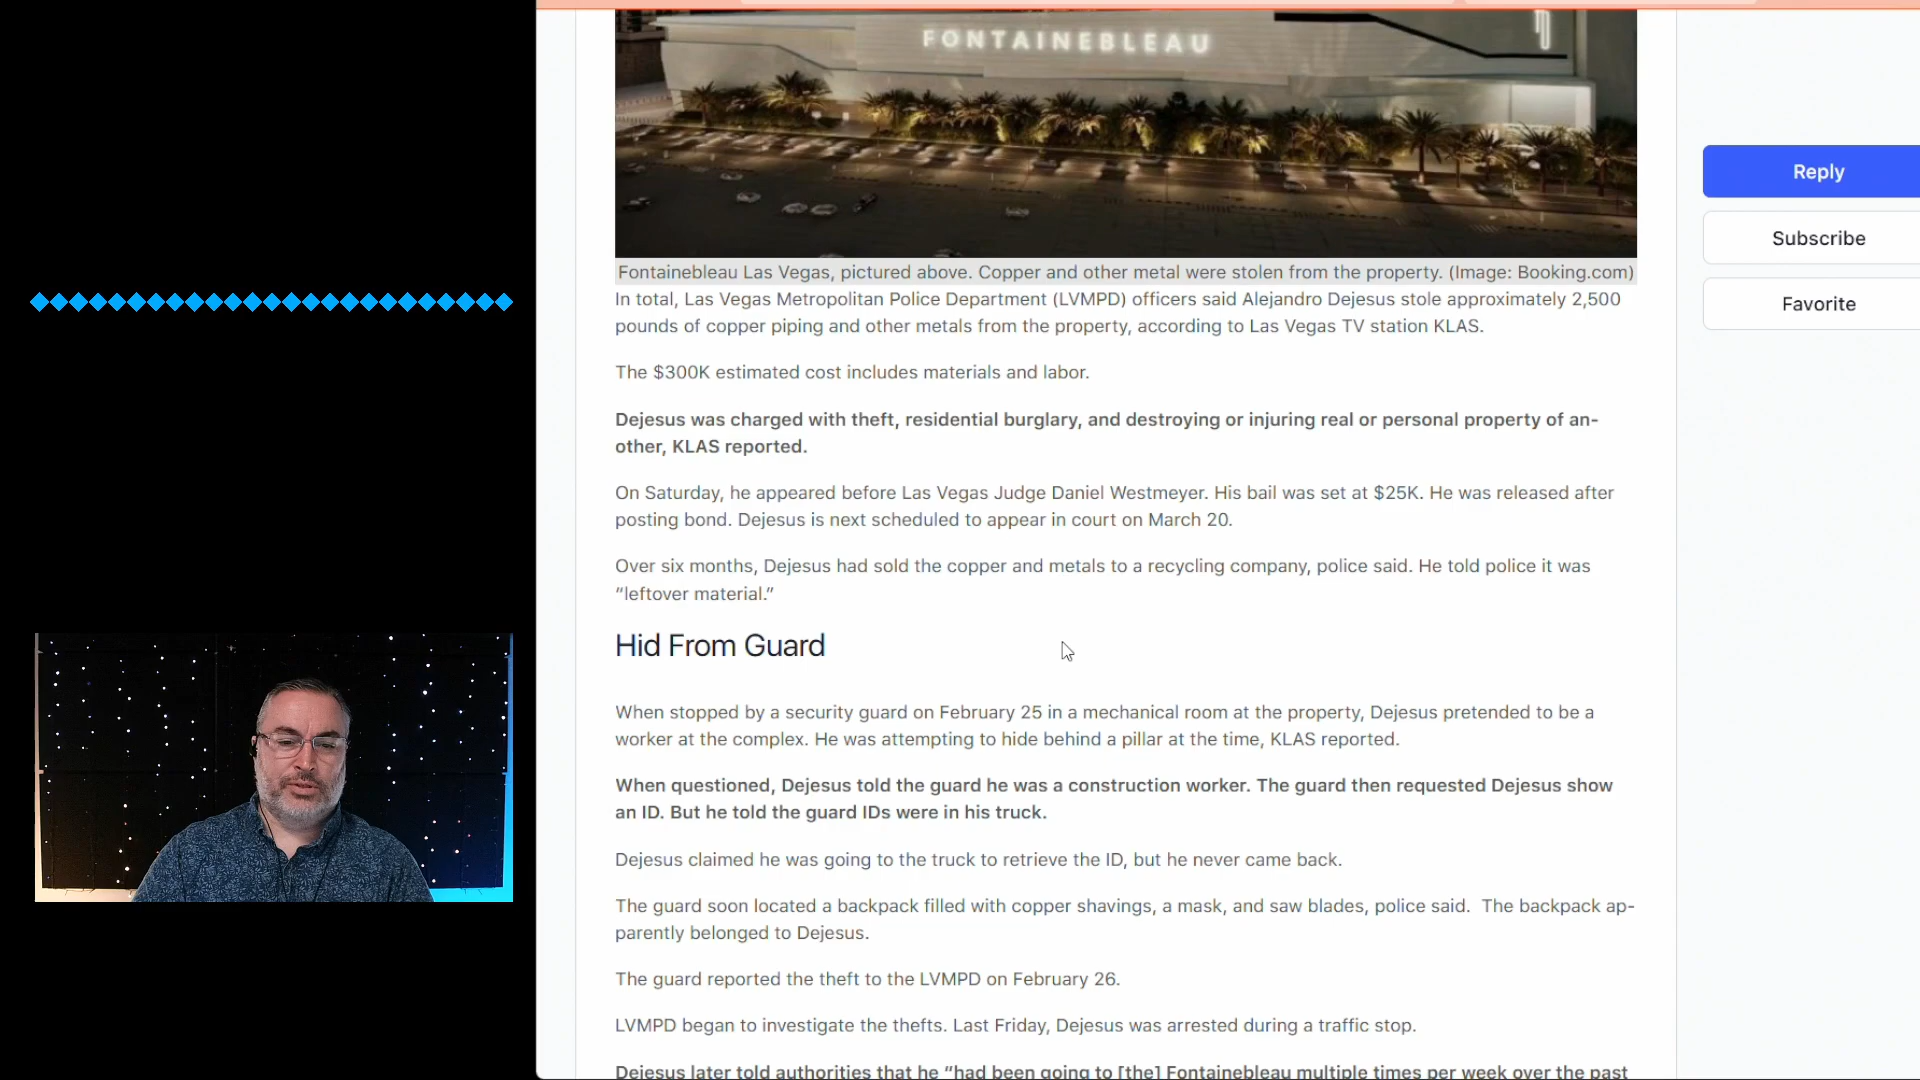 FONTAINEBLEAU
Reply
Subscribe
Favorite
Fontainebleau Las Vegas, pictured above. Copper and other metal were stolen from the property. (Image: Booking.com)
In total, Las Vegas Metropolitan Police Department (LVMPD) officers said Alejandro Dejesus stole approximately 2,500
pounds of copper piping and other metals from the property, according to Las Vegas TV station KLAS.
The $300K estimated cost includes materials and labor.
Dejesus was charged with theft, residential burglary, and destroying or injuring real or personal property of an-
other, KLAS reported.
On Saturday, he appeared before Las Vegas Judge Daniel Westmeyer. His bail was set at $25K. He was released after
posting bond. Dejesus is next scheduled to appear in court on March 20.
Over six months, Dejesus had sold the copper and metals to a recycling company, police said. He told police it was
“leftover material.”
Hid From Guard
When stopped by a security guard on February 25 in a mechanical room at the property, Dejesus pretended to be a
worker at the complex. He was attempting to hide behind a pillar at the time, KLAS reported.
When questioned, Dejesus told the guard he was a construction worker. The guard then requested Dejesus show
an ID. But he told the guard IDs were in his truck.
Dejesus claimed he was going to the truck to retrieve the ID, but he never came back.
The guard soon located a backpack filled with copper shavings, a mask, and saw blades, police said.  The backpack ap-
parently belonged to Dejesus.
The guard reported the theft to the LVMPD on February 26.
LVMPD began to investigate the thefts. Last Friday, Dejesus was arrested during a traffic stop.
Dejesus later told authorities that he “had been going to [the] Fontainebleau multiple times per week over the past